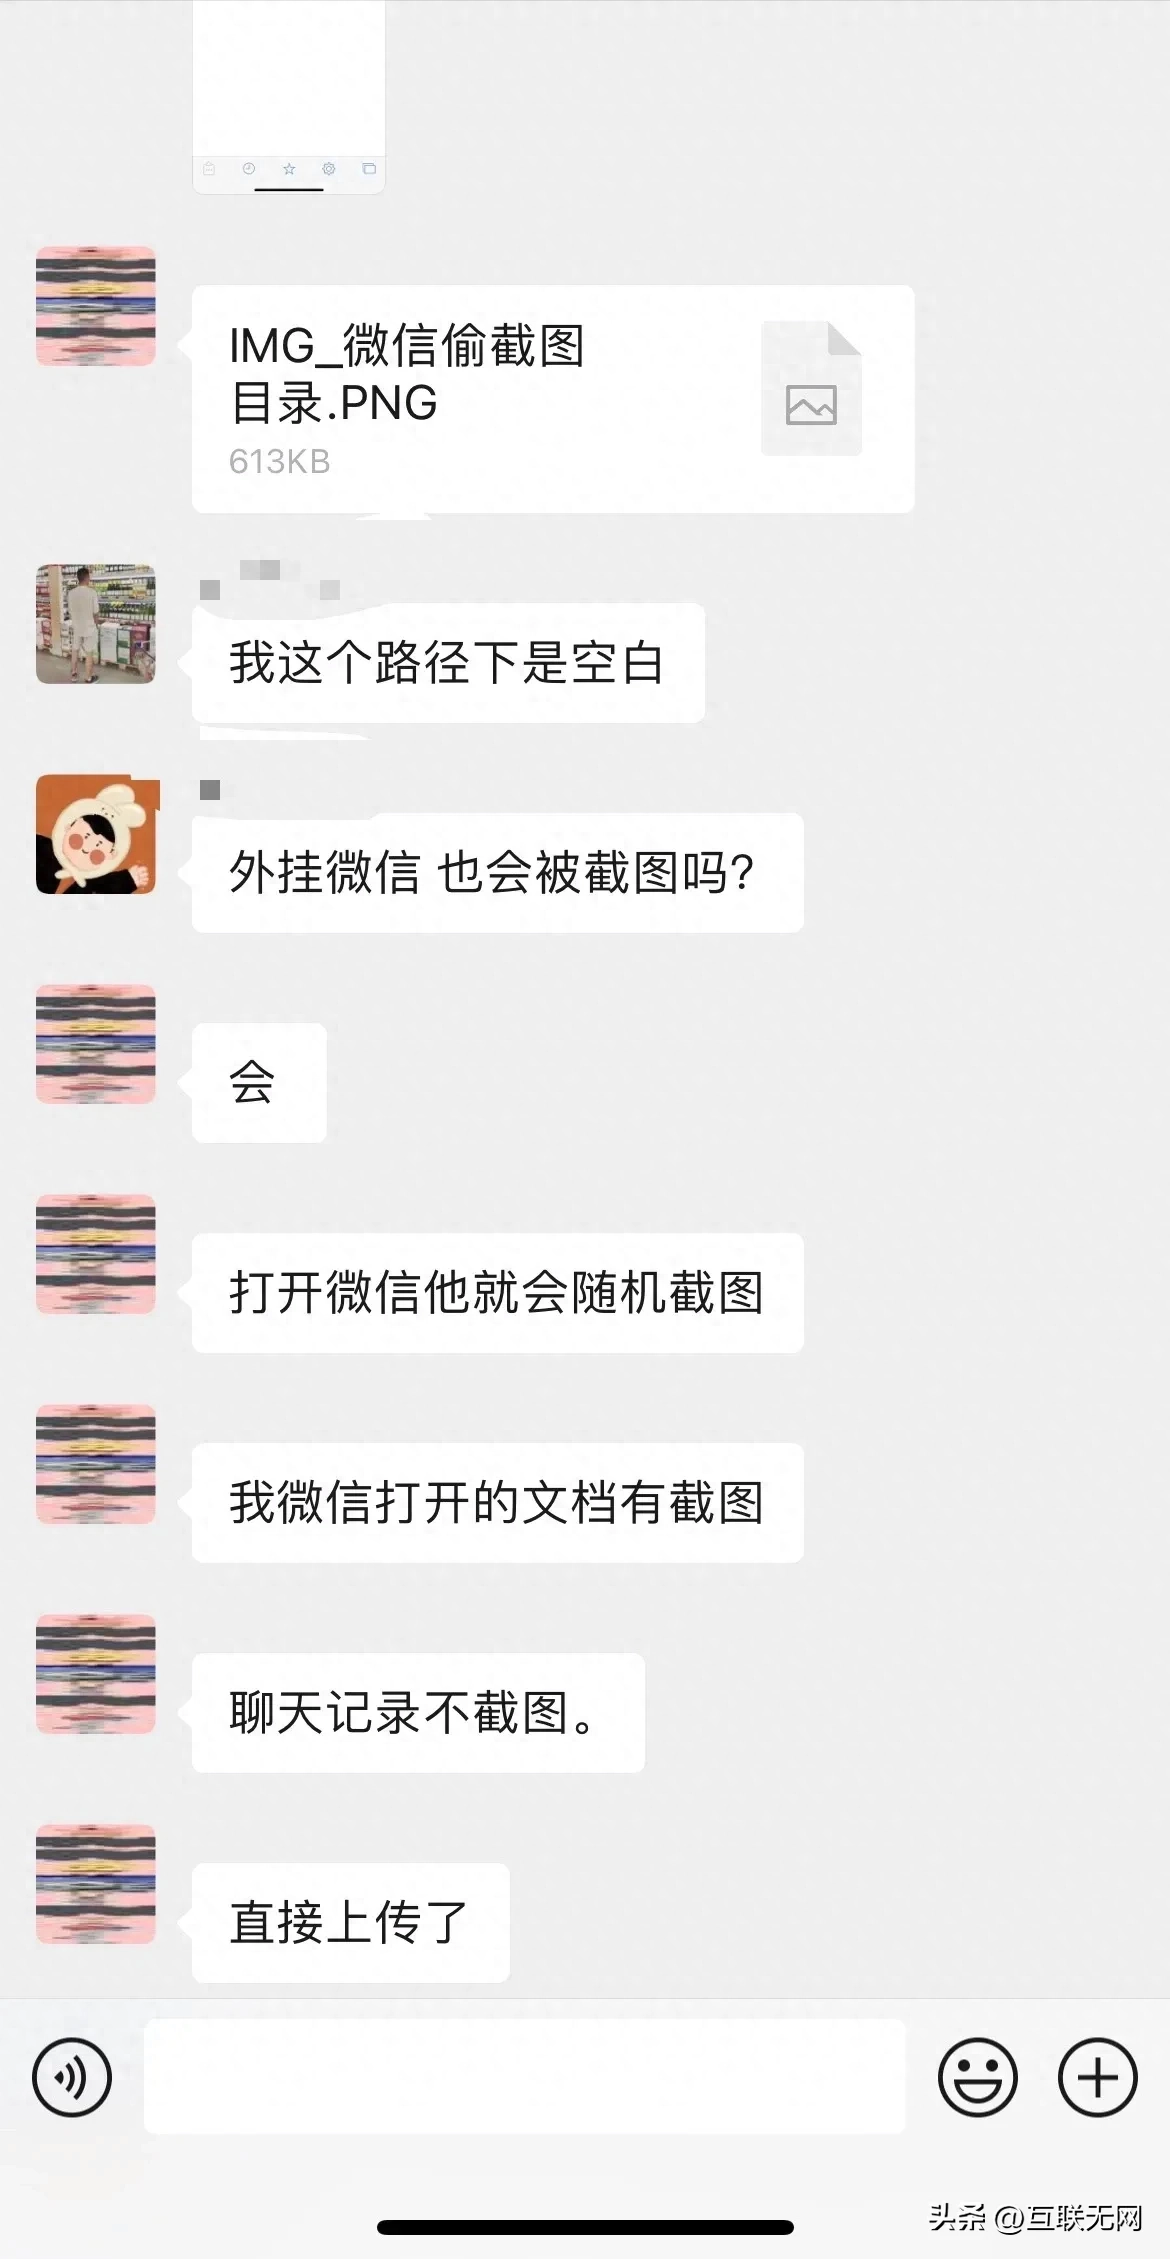 IMG_微信偷截图
目录.PNG
613KB
我这个路径下是空白
外挂微信 也会被截图吗?
会
打开微信他就会随机截图
我微信打开的文档有截图
聊天记录不截图。
直接上传了
头条 @互联无网